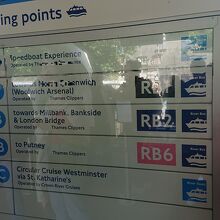 ing points
Speedboat Experience
Operated by
towards North Greenwich
(Woolwich Arsenal)
Operated by Thames Clippers
RB1
towards Millbank, Bankside
& London Bridge
Operated by Thames Clippers
RB2
to Putney
Operated by Thames Clippers
RB6
C
Circular Cruise Westminster
via St. Katharine's
Operated by Crown River Cruises